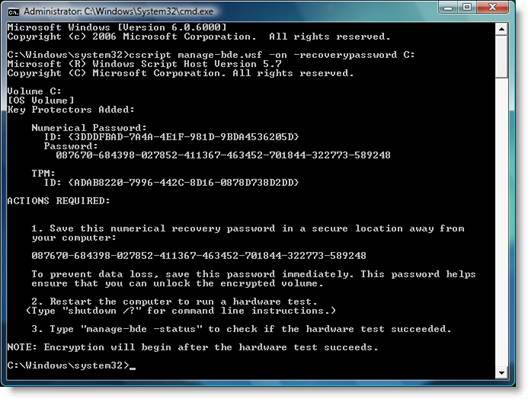 Administrator: C:\Windows\System32\cmd.exe
Microsoft Windows [Version 6.0.6000]
Copyright (c) 2006 Microsoft Corporation.  All rights reserved.
C:\Windows\system32>cscript manage-bde.wsf -on -recoverypassword C:
Microsoft (R) Windows Script Host Version 5.7
Copyright (C) Microsoft Corporation. All rights reserved.
Volume C:
[OS Volume]
Key Protectors Added:
Numerical Password:
ID: {3DDDFBAD-7A4A-4E1F-981D-9BDA4536205D}
Password:
087670-684398-027852-411367-463452-701844-322773-589248
TPM:
ID: {ADAB8220-7996-442C-8D16-0878D738D2DD}
ACTIONS REQUIRED:
1. Save this numerical recovery password in a secure location away from
your computer:
087670-684398-027852-411367-463452-701844-322773-589248
To prevent data loss, save this password immediately. This password helps
ensure that you can unlock the encrypted volume.
2. Restart the computer to run a hardware test.
(Type "shutdown /?" for command line instructions.)
3. Type "manage-bde -status" to check if the hardware test succeeded.
NOTE: Encryption will begin after the hardware test succeeds.
C:\Windows\system32>_